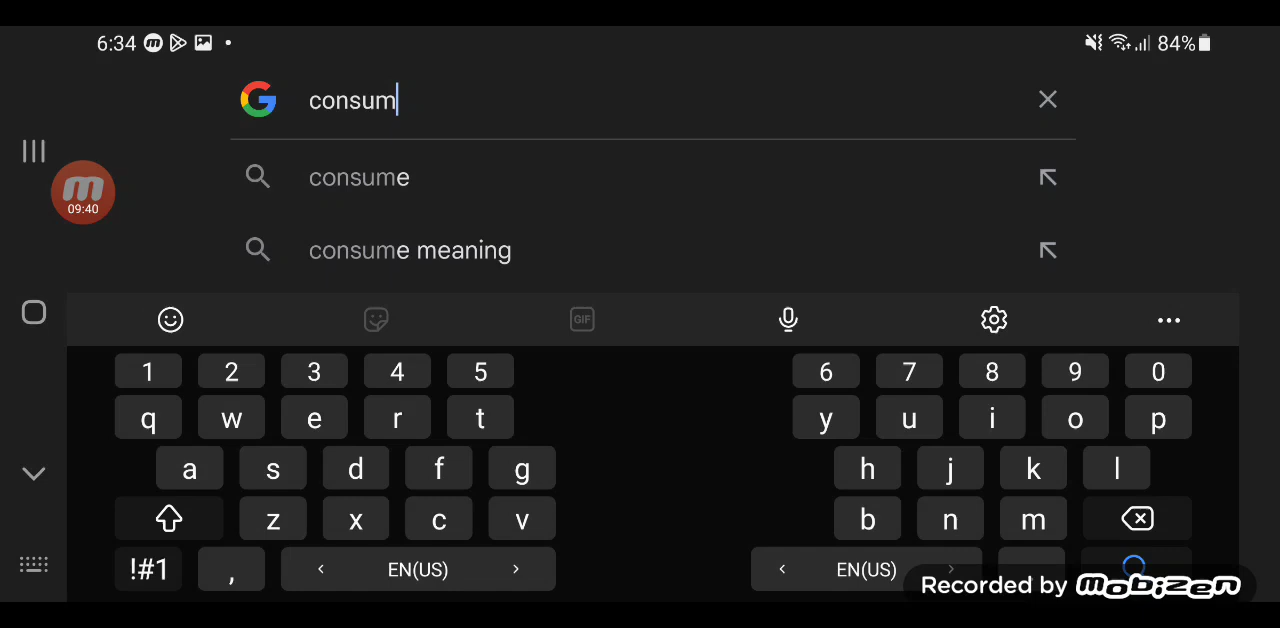 6:34
84%
consum
consume
consume meaning
09:40
GIF
1 2 3 4 5 6 7 8 9 0
q w e r t y u i o p
a s d f g h j k l
z x c v b n m
!#1 , < EN(US) > < EN(US) >
Recorded by mobizen